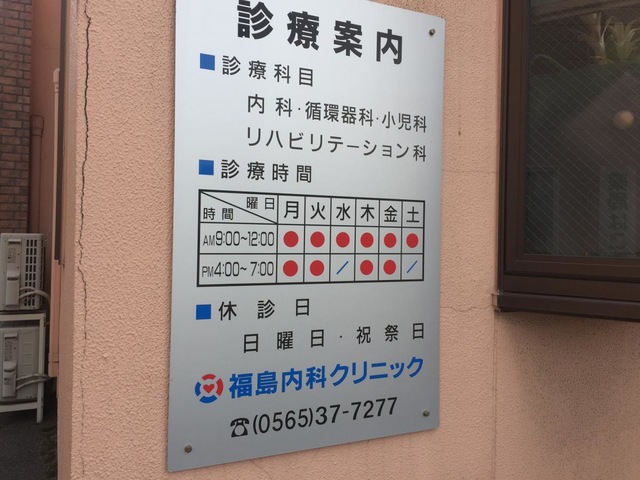 診療案内
■診療科目
内科・循環器科・小児科
リハビリテーション科
■診療時間
時間 曜日 月 火 水 木 金 土
AM9:00~12:00 ● ● ● ● ● ●
PM4:00~7:00 ● ● / ● ● /
■休診日
日曜日・祝祭日
福島内科クリニック
☎(0565)37-7277